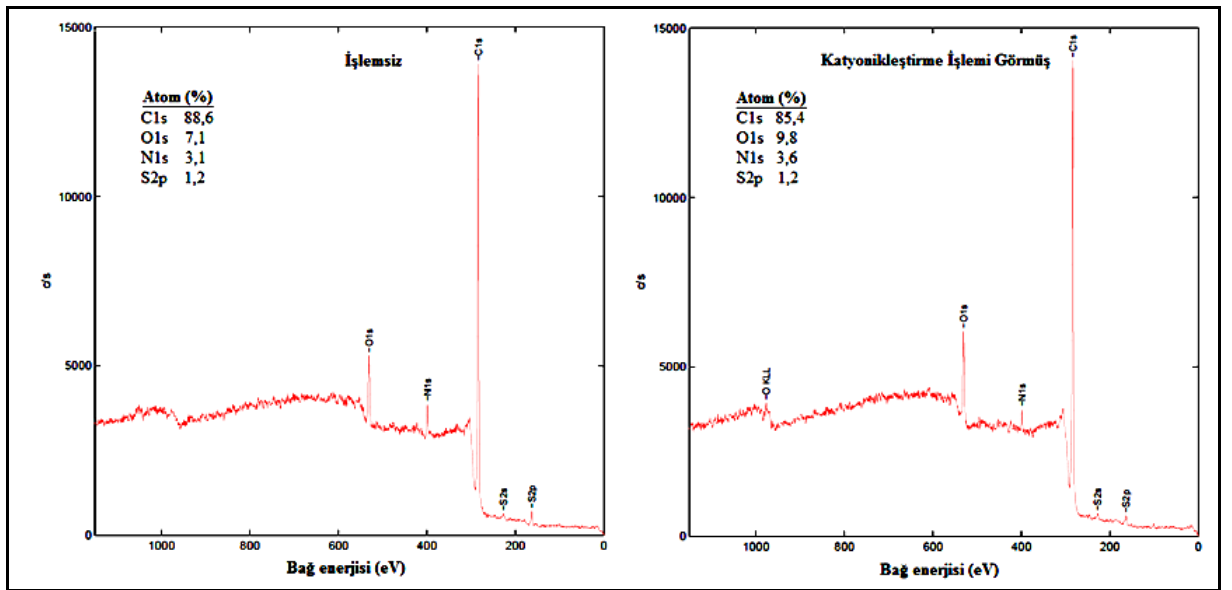 15000
10000
5000
0
c/s
İşlemsiz
Atom (%)
C1s 88,6
O1s 7,1
N1s 3,1
S2p 1,2
-O1s
-N1s
-C1s
-S2s
-S2p
1000 800 600 400 200 0
Bağ enerjisi (eV)
15000
10000
5000
0
c/s
Katyonikleştirme İşlemi Görmüş
Atom (%)
C1s 85,4
O1s 9,8
N1s 3,6
S2p 1,2
-O KLL
-O1s
-N1s
-C1s
-S2s
-S2p
1000 800 600 400 200 0
Bağ enerjisi (eV)